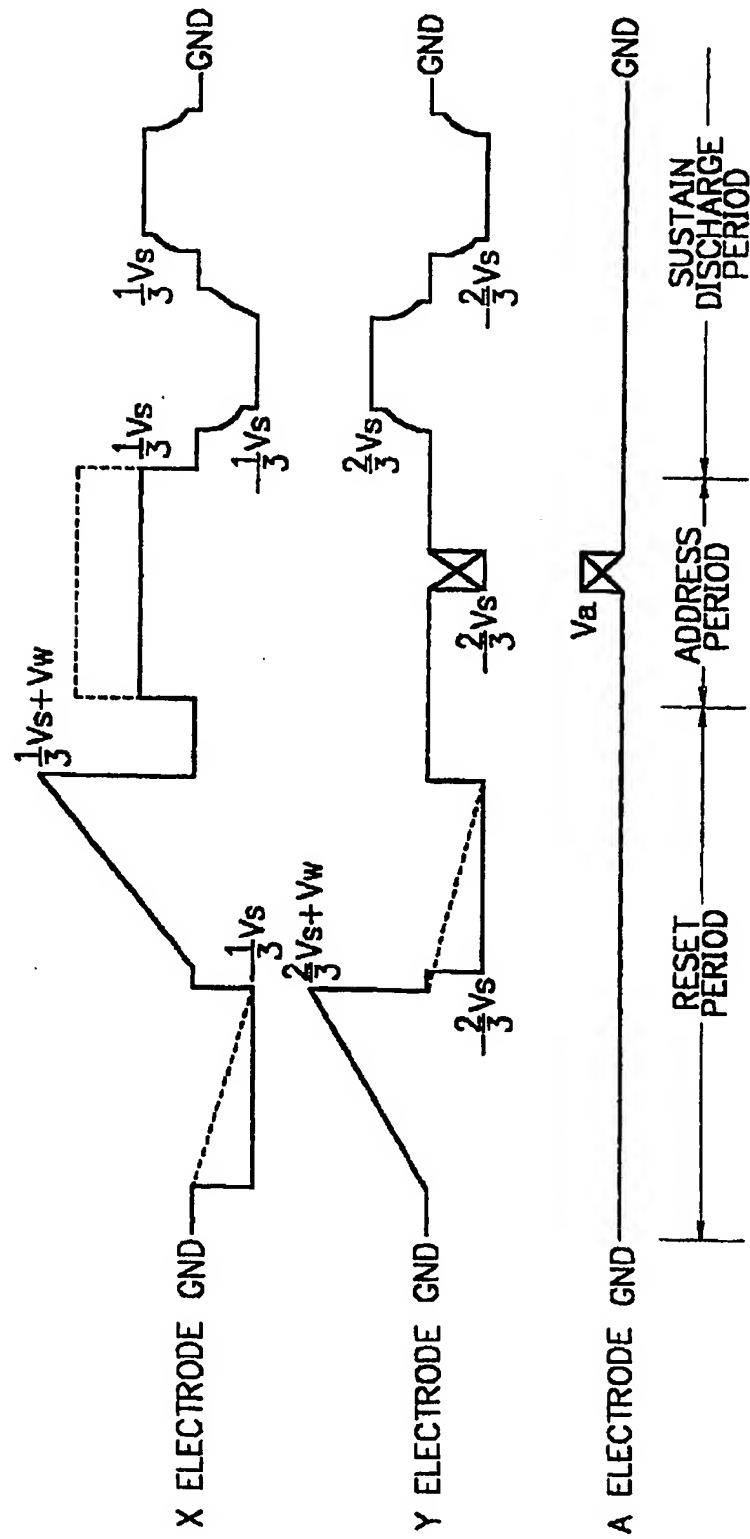 X ELECTRODE GND
-1/3Vs
1/3Vs+Vw
1/3Vs
-1/3Vs
1/3Vs
GND
Y ELECTRODE GND
2/3Vs+Vw
-2/3Vs
-2/3Vs
2/3Vs
-2/3Vs
GND
A ELECTRODE GND
Va
GND
RESET
PERIOD
ADDRESS
PERIOD
SUSTAIN
DISCHARGE
PERIOD